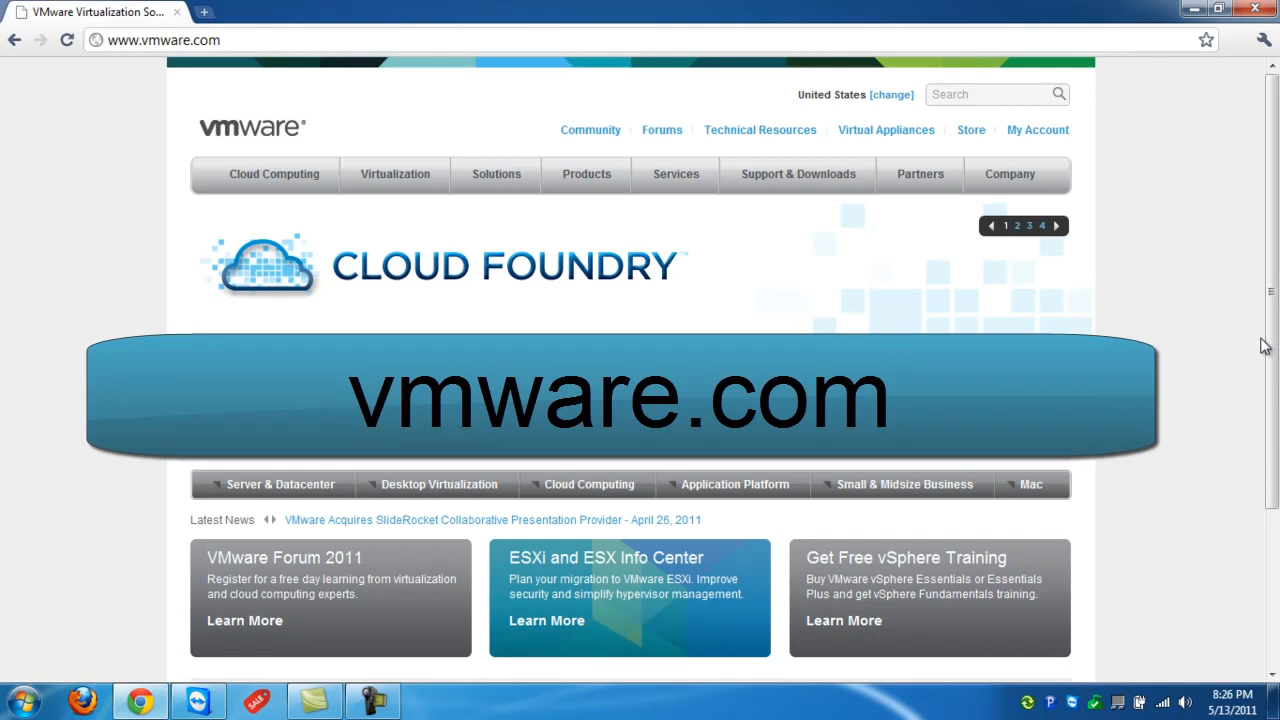 VMware Virtualization So...
www.vmware.com
United States [change]
Search
vmware®
Community
Forums
Technical Resources
Virtual Appliances
Store
My Account
Cloud Computing
Virtualization
Solutions
Products
Services
Support & Downloads
Partners
Company
1 2 3 4
CLOUD FOUNDRY™
vmware.com
Server & Datacenter
Desktop Virtualization
Cloud Computing
Application Platform
Small & Midsize Business
Mac
Latest News
VMware Acquires SlideRocket Collaborative Presentation Provider - April 26, 2011
VMware Forum 2011
Register for a free day learning from virtualization
and cloud computing experts.
Learn More
ESXi and ESX Info Center
Plan your migration to VMware ESXi. Improve
security and simplify hypervisor management.
Learn More
Get Free vSphere Training
Buy VMware vSphere Essentials or Essentials
Plus and get vSphere Fundamentals training.
Learn More
SALE
8:26 PM
5/13/2011